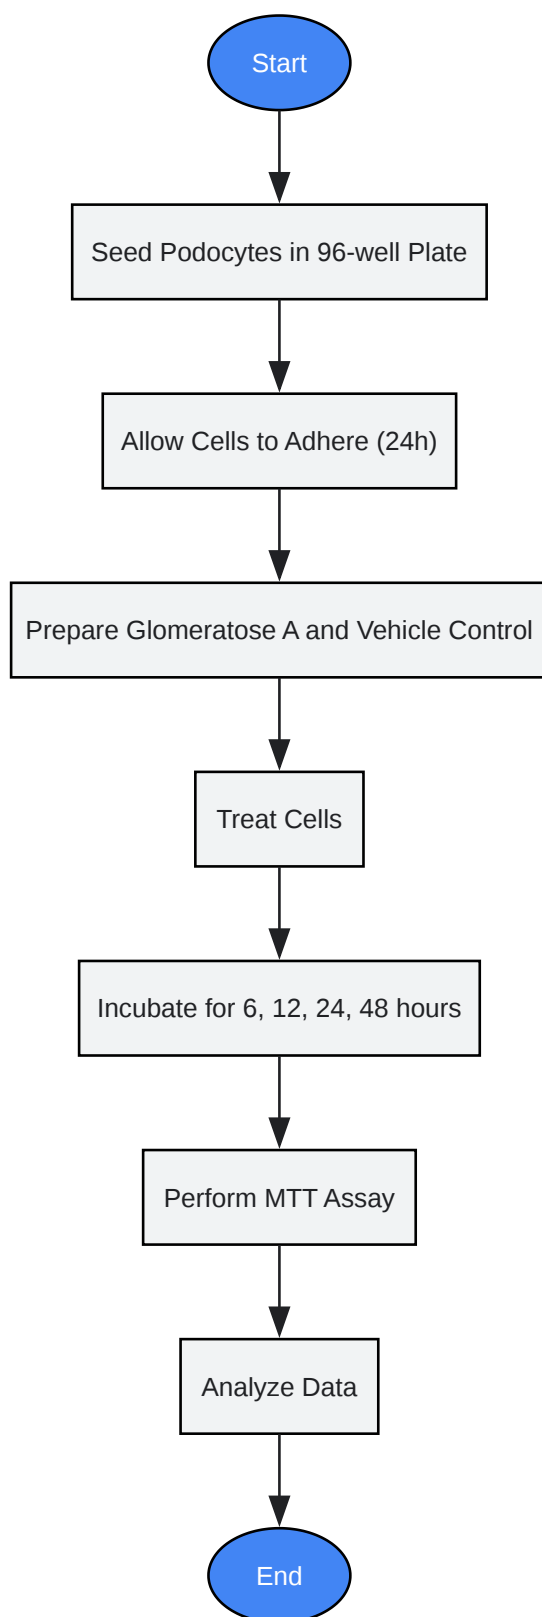 Start
Seed Podocytes in 96-well Plate
Allow Cells to Adhere (24h)
Prepare Glomeratose A and Vehicle Control
Treat Cells
Incubate for 6, 12, 24, 48 hours
Perform MTT Assay
Analyze Data
End